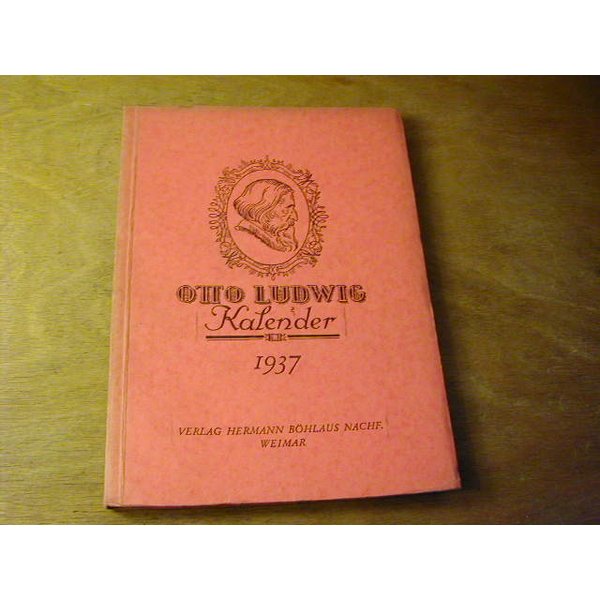 OTTO LUDWIG
Kalender
1937
VERLAG HERMANN BÖHLAUS NACHF.
WEIMAR